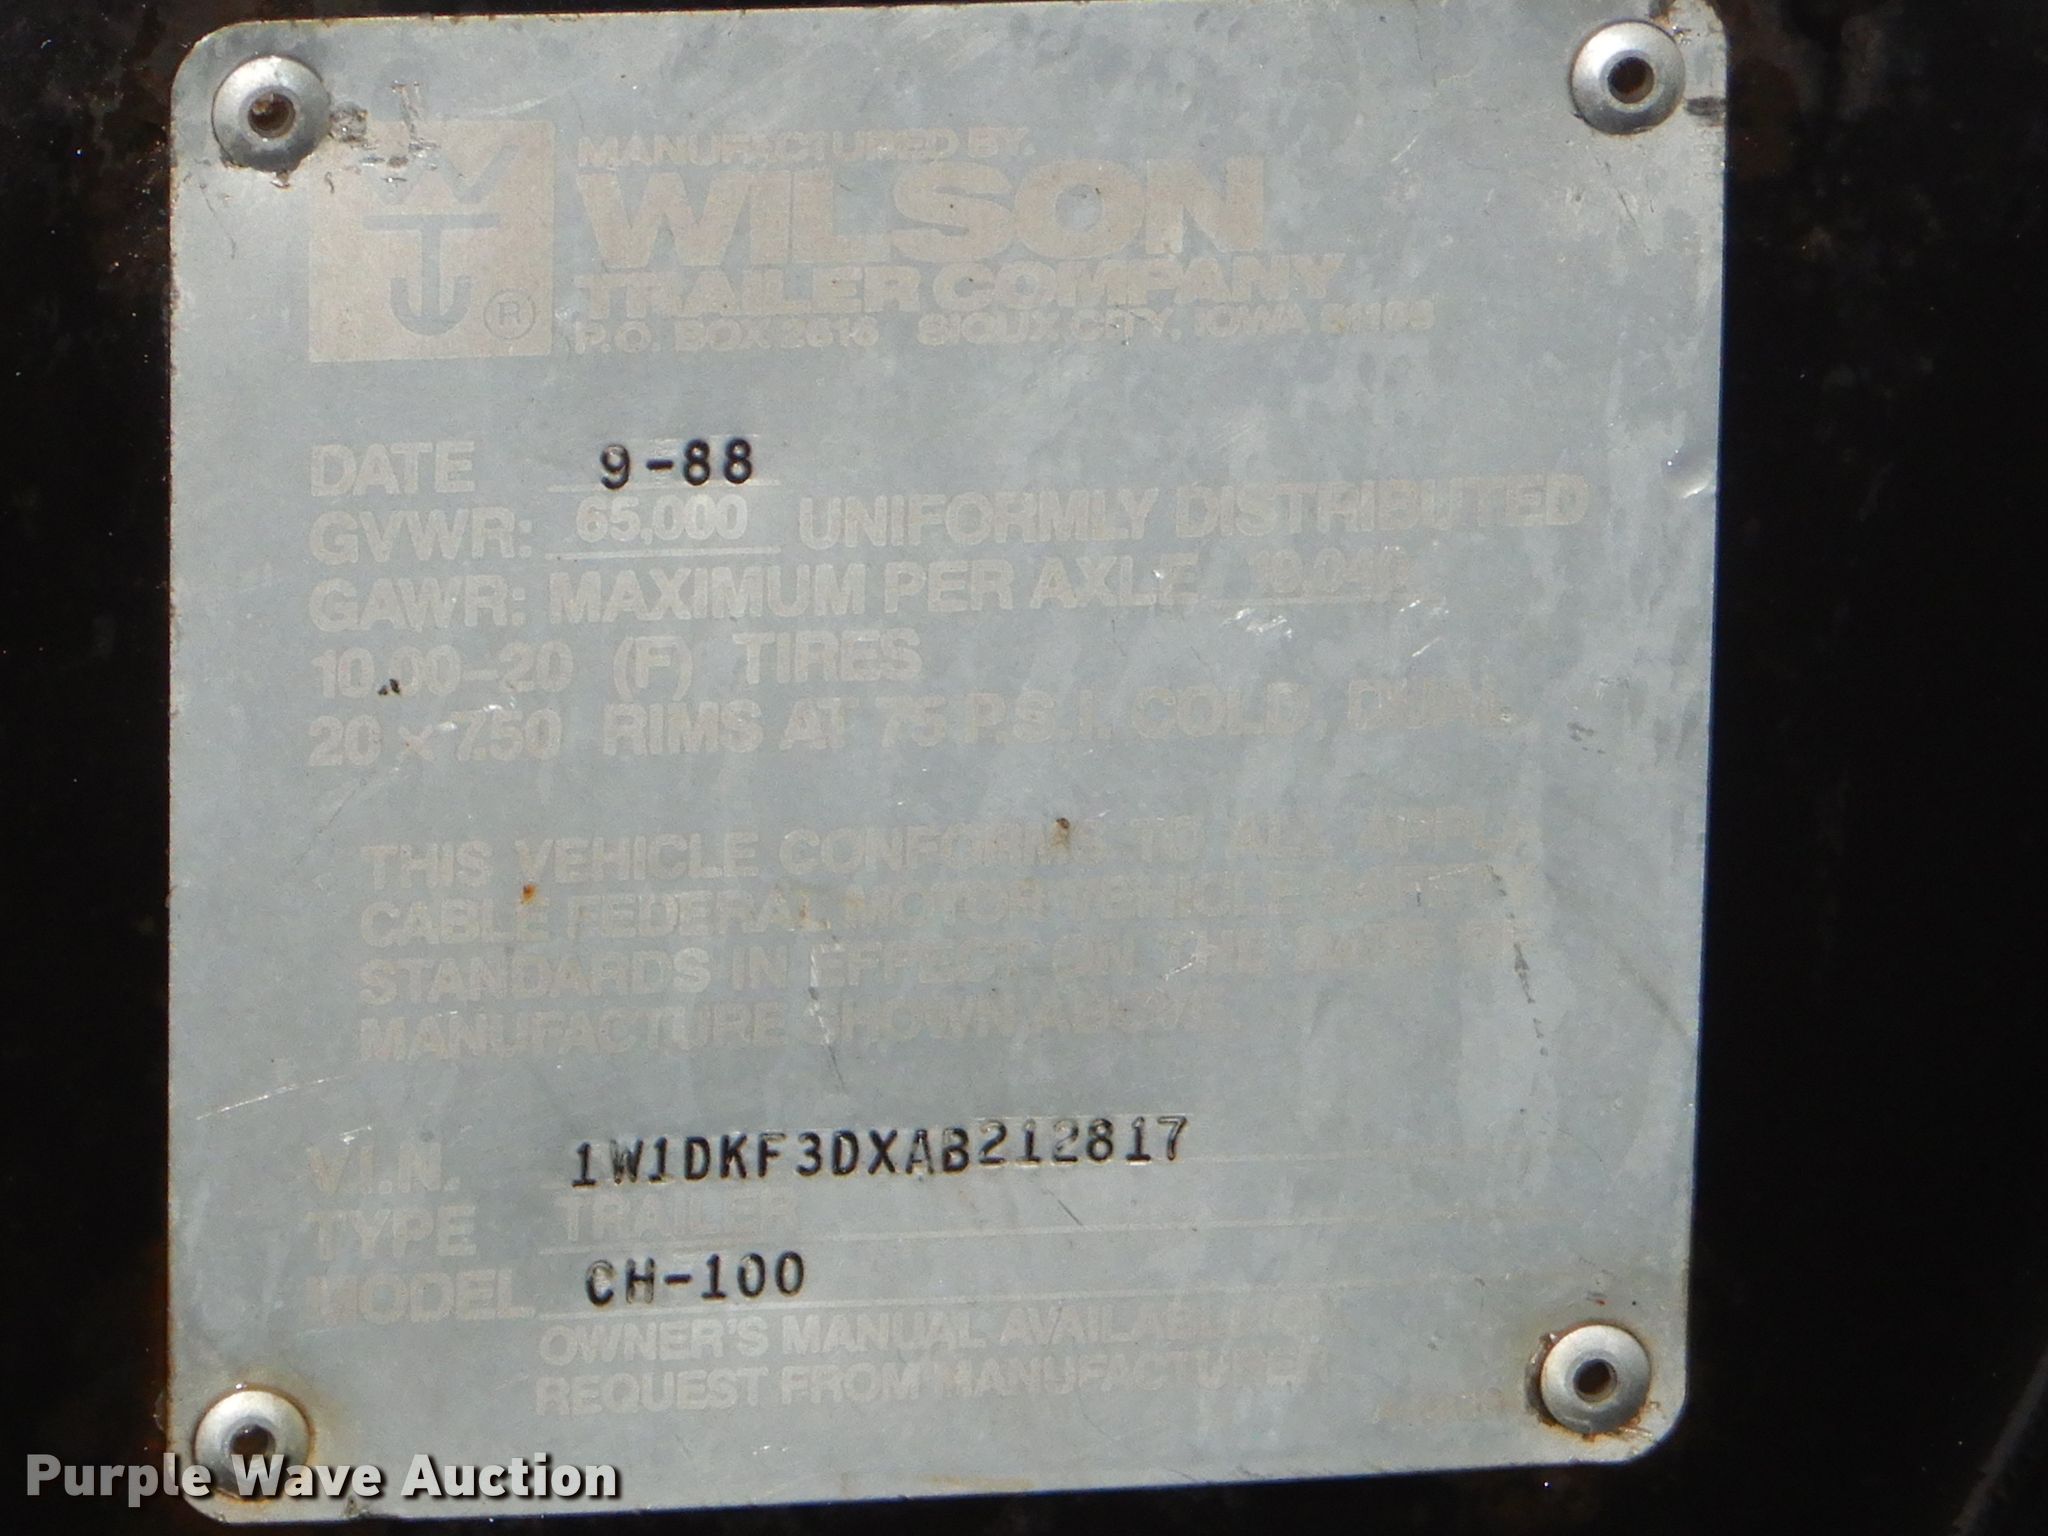 MANUFACTURED BY
WILSON
TRAILER COMPANY
P.O. BOX SIOUX CITY, IOWA
DATE 9-88
GVWR: 65,000 UNIFORMLY DISTRIBUTED
GAWR: MAXIMUM PER AXLE
10.00-20 (F) TIRES
20 x 7.50 RIMS AT 75 P.S.I. COLD, DUAL
THIS VEHICLE CONFORMS TO ALL APPLI-
CABLE FEDERAL MOTOR VEHICLE SAFETY
STANDARDS IN EFFECT ON THE DATE OF
MANUFACTURE SHOWN ABOVE.
V.I.N. 1W1DKF3DXAB212817
TYPE TRAILER
MODEL CH-100
OWNER'S MANUAL AVAILABLE ON
REQUEST FROM MANUFACTURER
Purple Wave Auction